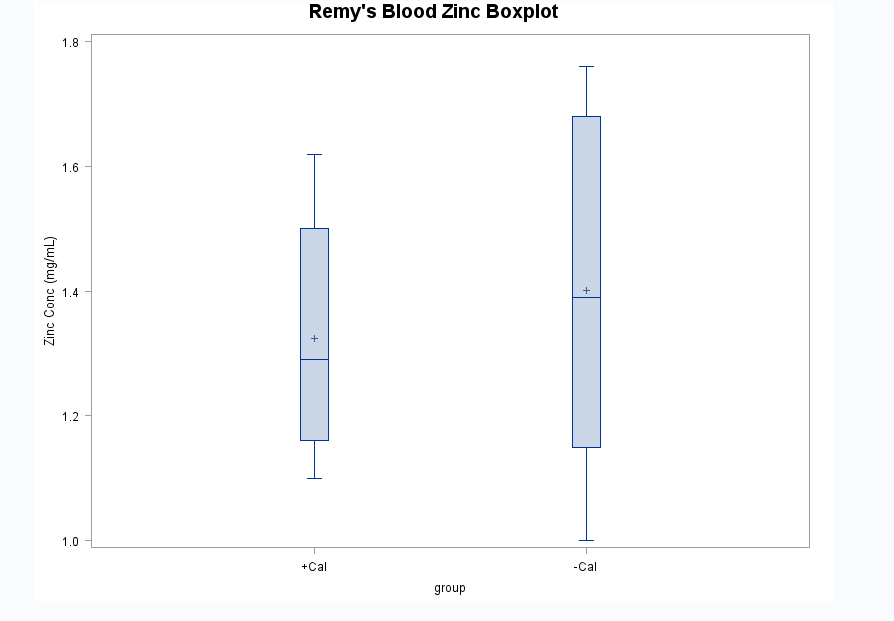 Remy's Blood Zinc Boxplot
1.8
1.6
1.4
1.2
1.0
Zinc Conc (mg/mL)
+Cal
-Cal
group